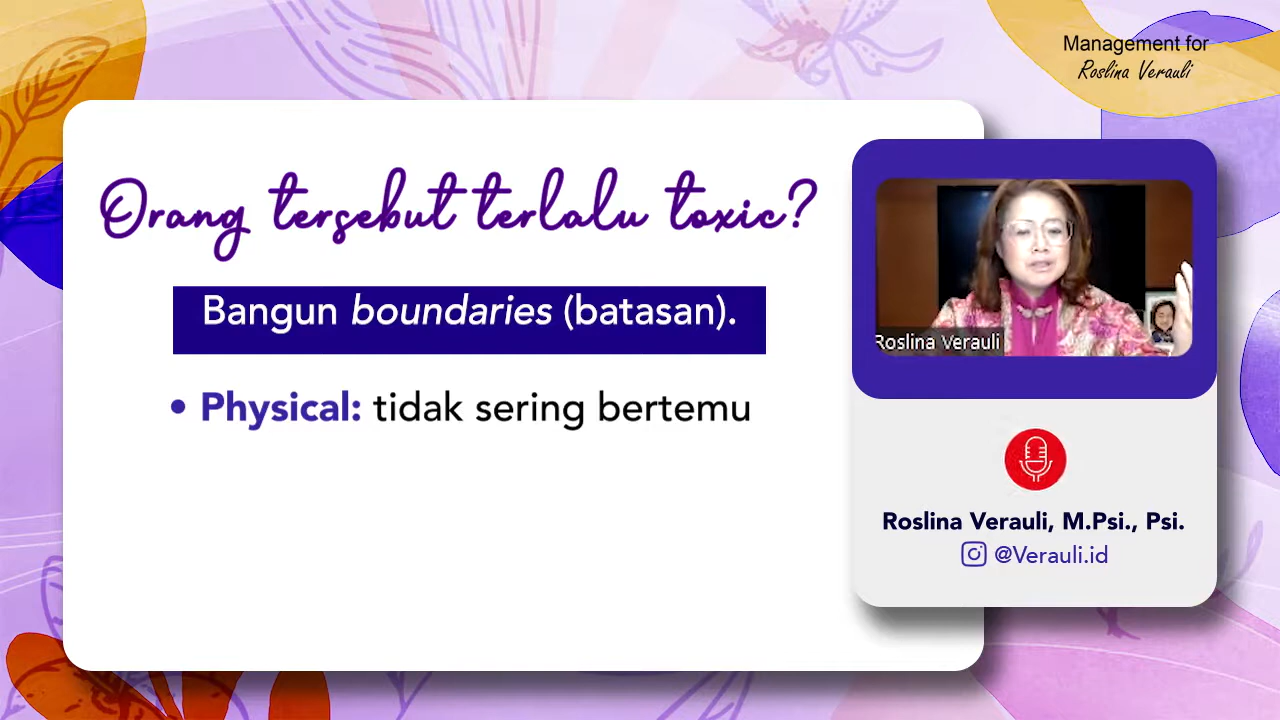 Management for
Roslina Verauli
Orang tersebut terlalu toxic?
Bangun boundaries (batasan).
• Physical: tidak sering bertemu
Roslina Verauli
Roslina Verauli, M.Psi., Psi.
@Verauli.id